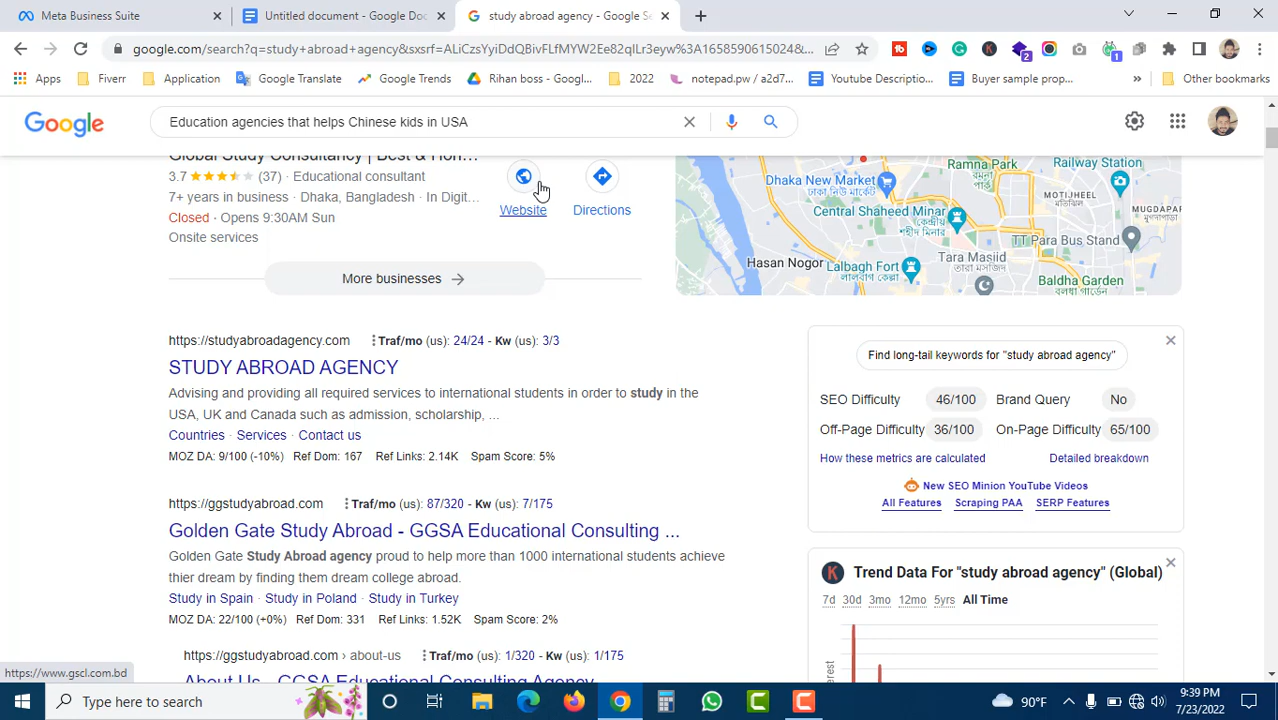 Meta Business Suite
Untitled document - Google Doc
study abroad agency - Google Se
google.com/search?q=study+abroad+agency&sxsrf=ALiCzsYyiDdQBivFLfMYW2Ee82qILr3eyw%3A16585906150248...
2
1
Apps
Fiverr
Application
Google Translate
Google Trends
Rihan boss - Googl...
2022
notepad.pw / a2d7...
Youtube Descriptio...
Buyer sample prop...
»
Other bookmarks
Google
Education agencies that helps Chinese kids in USA
Global Study Consultancy | Best & Hon...
3.7 (37) · Educational consultant
7+ years in business · Dhaka, Bangladesh · In Digit...
Closed · Opens 9:30AM Sun
Onsite services
Website
Directions
More businesses
Ramna Park
রমনা পার্ক
Railway Station
Dhaka New Market
Central Shaheed Minar
কেন্দ্রীয় শহীদ মিনার
MOTIJHEEL
মতিঝিল
MUGDAPAR
TT Para Bus Stand
Tara Masjid
তারা মসজিদ
Hasan Nogor
Lalbagh Fort
লালবাগ কেল্লা
Baldha Garden
বলধা গার্ডেন
https://studyabroadagency.com
Traf/mo (us): 24/24 - Kw (us): 3/3
STUDY ABROAD AGENCY
Advising and providing all required services to international students in order to study in the
USA, UK and Canada such as admission, scholarship, ...
Countries · Services · Contact us
MOZ DA: 9/100 (-10%) Ref Dom: 167 Ref Links: 2.14K Spam Score: 5%
https://ggstudyabroad.com
Traf/mo (us): 87/320 - Kw (us): 7/175
Golden Gate Study Abroad - GGSA Educational Consulting ...
Golden Gate Study Abroad agency proud to help more than 1000 international students achieve
thier dream by finding them dream college abroad.
Study in Spain · Study in Poland · Study in Turkey
MOZ DA: 22/100 (+0%) Ref Dom: 331 Ref Links: 1.52K Spam Score: 2%
https://ggstudyabroad.com › about-us
Traf/mo (us): 1/320 - Kw (us): 1/175
About Us - GGSA Educational Consulting Agency
Find long-tail keywords for "study abroad agency"
SEO Difficulty 46/100 Brand Query No
Off-Page Difficulty 36/100 On-Page Difficulty 65/100
How these metrics are calculated
Detailed breakdown
New SEO Minion YouTube Videos
All Features
Scraping PAA
SERP Features
Trend Data For "study abroad agency" (Global)
7d 30d 3mo 12mo 5yrs All Time
erest
https://www.gscl.com.bd
Type here to search
90°F
9:39 PM
7/23/2022